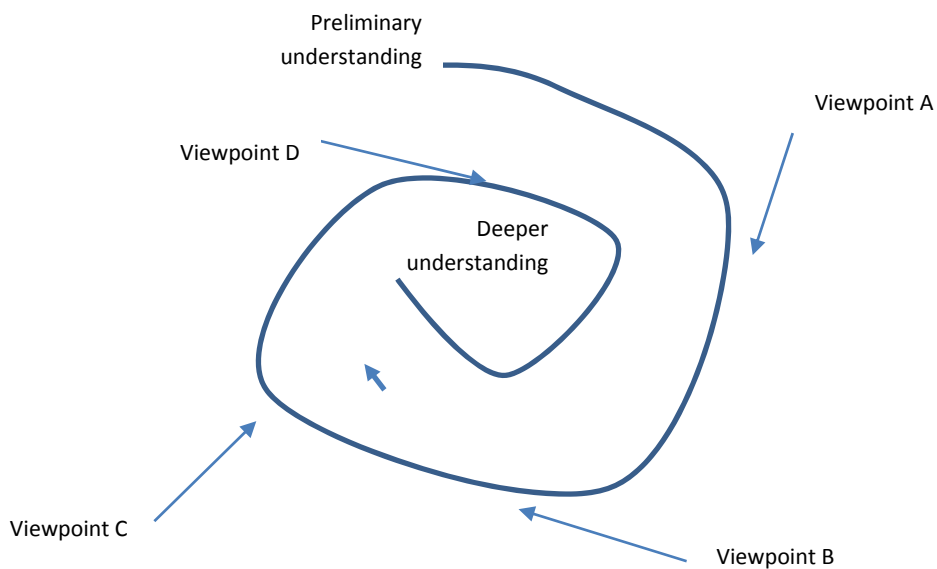 Preliminary
understanding
Viewpoint A
Viewpoint D
Deeper
understanding
Viewpoint C
Viewpoint B